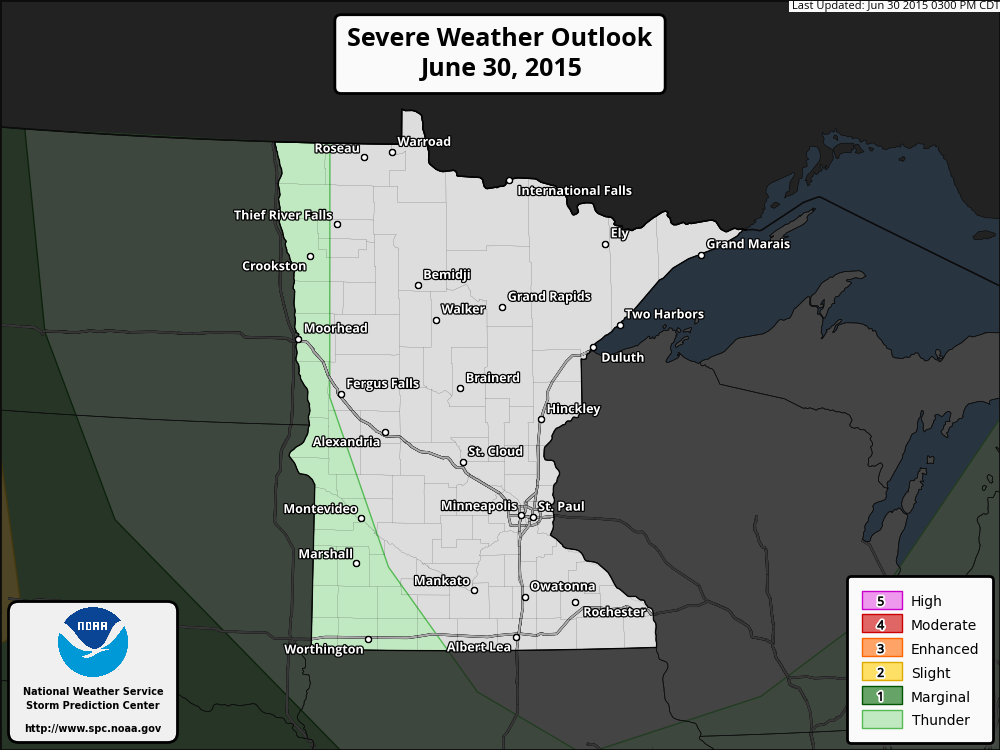 Last Updated: Jun 30 2015 0300 PM CDT
Severe Weather Outlook
June 30, 2015
Roseau
Warroad
International Falls
Thief River Falls
Ely
Grand Marais
Crookston
Bemidji
Grand Rapids
Walker
Two Harbors
Moorhead
Duluth
Fergus Falls
Brainerd
Hinckley
Alexandria
St. Cloud
Montevideo
Minneapolis
St. Paul
Marshall
Mankato
Owatonna
Rochester
Worthington
Albert Lea
NOAA
National Weather Service
Storm Prediction Center
http://www.spc.noaa.gov
5 High
4 Moderate
3 Enhanced
2 Slight
1 Marginal
Thunder